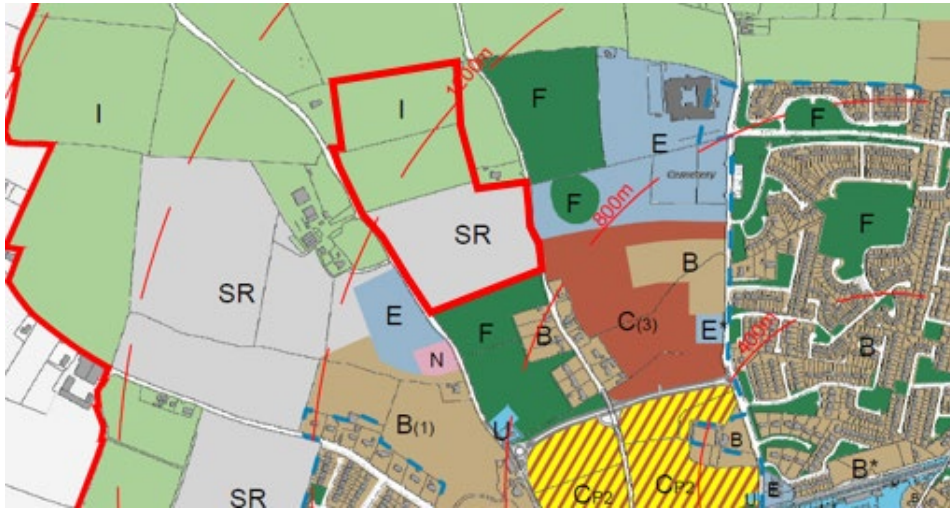 1200m
I
I
F
F
E
Cemetery
F
800m
F
SR
B
SR
E
C(3)
E*
F
B
N
400m
B
B(1)
U
B
B*
SR
CP2
CP2
E
U
B